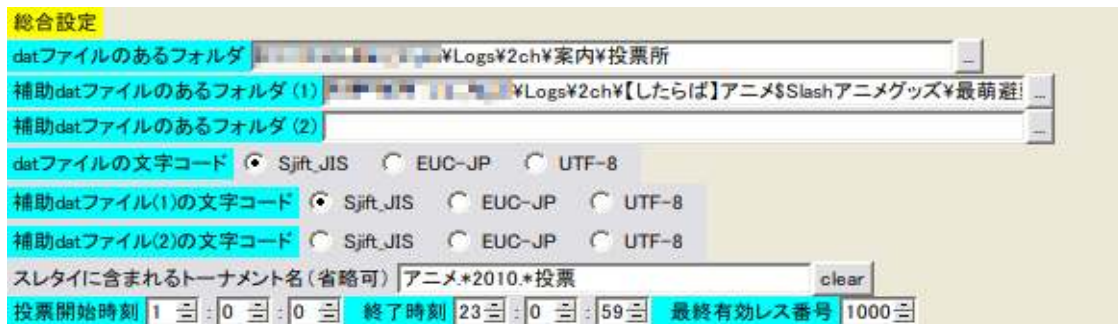 総合設定
datファイルのあるフォルダ ¥Logs¥2ch¥案内¥投票所 ...
補助datファイルのあるフォルダ(1) ¥Logs¥2ch¥【したらば】アニメ$Slashアニメグッズ¥最萌避 ...
補助datファイルのあるフォルダ(2) ...
datファイルの文字コード Sjift_JIS EUC-JP UTF-8
補助datファイル(1)の文字コード Sjift_JIS EUC-JP UTF-8
補助datファイル(2)の文字コード Sjift_JIS EUC-JP UTF-8
スレタイに含まれるトーナメント名(省略可) アニメ.*2010.*投票 clear
投票開始時刻 1 : 0 : 0 終了時刻 23 : 0 : 59 最終有効レス番号 1000